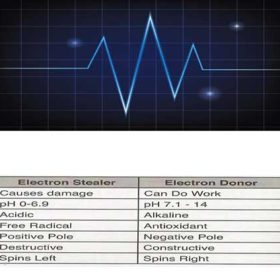 Electron Stealer Electron Donor
Causes damage Can Do Work
pH 0-6.9 pH 7.1 - 14
Acidic Alkaline
Free Radical Antioxidant
Positive Pole Negative Pole
Destructive Constructive
Spins Left Spins Right